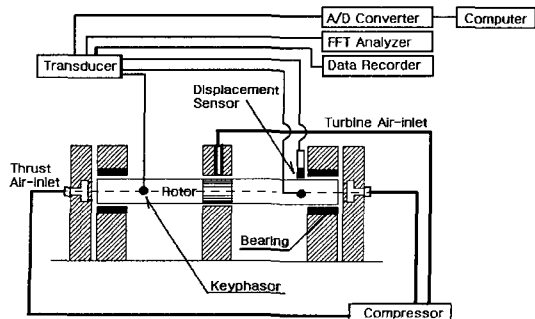 A/D Converter
Computer
FFT Analyzer
Transducer
Data Recorder
Displacement
Sensor
Turbine Air-inlet
Thrust
Air-inlet
Rotor
Bearing
Keyphasor
Compressor